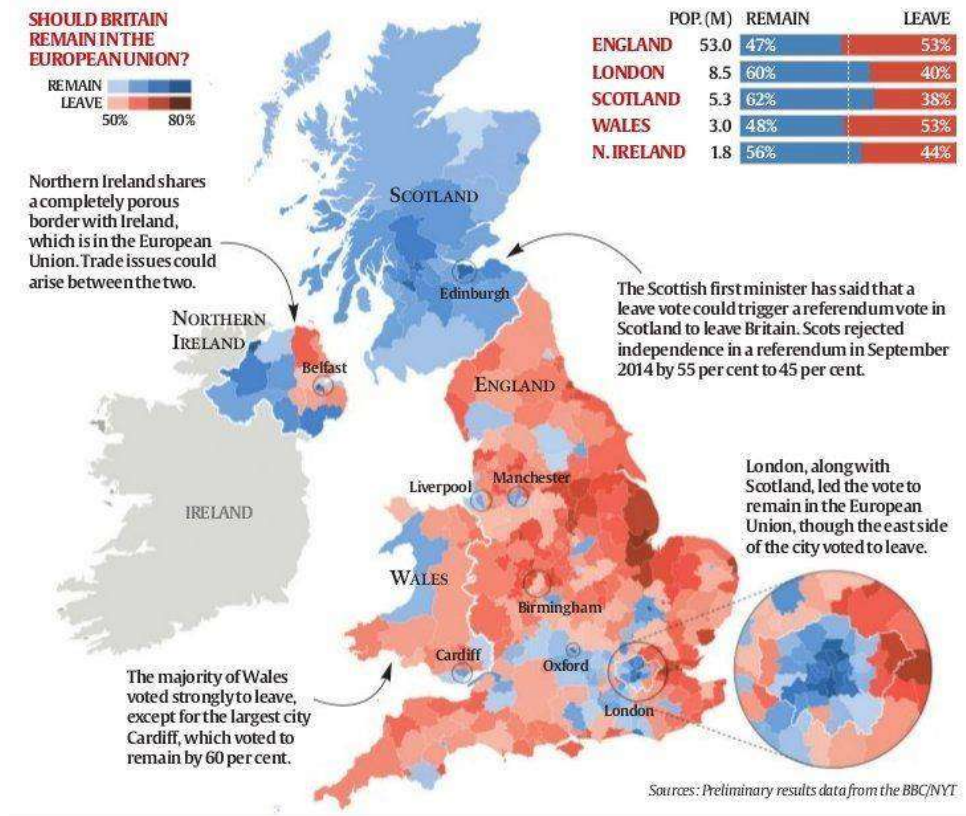 SHOULD BRITAIN
REMAIN IN THE
EUROPEAN UNION?
REMAIN
LEAVE
50% 80%
POP. (M) REMAIN LEAVE
ENGLAND 53.0 47% 53%
LONDON 8.5 60% 40%
SCOTLAND 5.3 62% 38%
WALES 3.0 48% 53%
N. IRELAND 1.8 56% 44%
Northern Ireland shares
a completely porous
border with Ireland,
which is in the European
Union. Trade issues could
arise between the two.
SCOTLAND
Edinburgh
The Scottish first minister has said that a
leave vote could trigger a referendum vote in
Scotland to leave Britain. Scots rejected
independence in a referendum in September
2014 by 55 per cent to 45 per cent.
NORTHERN
IRELAND
Belfast
ENGLAND
IRELAND
Liverpool
Manchester
London, along with
Scotland, led the vote to
remain in the European
Union, though the east side
of the city voted to leave.
WALES
Birmingham
Cardiff
Oxford
London
The majority of Wales
voted strongly to leave,
except for the largest city
Cardiff, which voted to
remain by 60 per cent.
Sources: Preliminary results data from the BBC/NYT